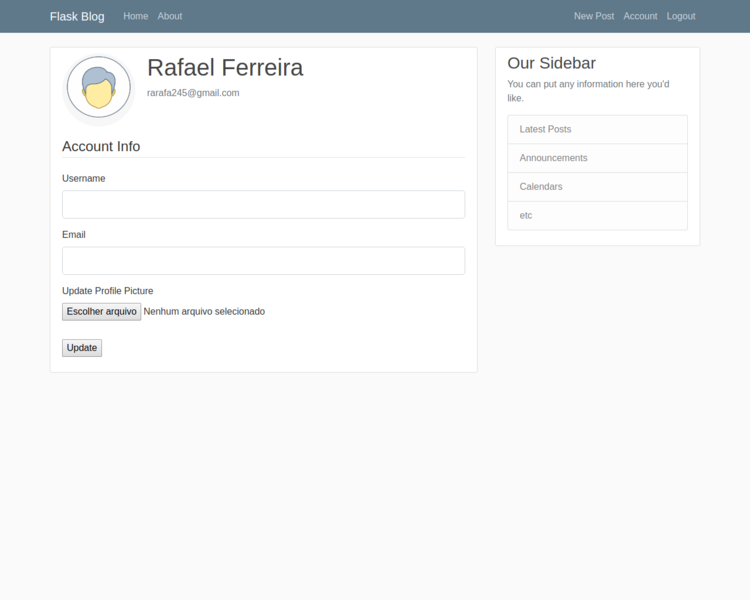 Flask Blog Home About New Post Account Logout
Rafael Ferreira
rarafa245@gmail.com
Account Info
Username
Email
Update Profile Picture
Escolher arquivo Nenhum arquivo selecionado
Update
Our Sidebar
You can put any information here you'd
like.
Latest Posts
Announcements
Calendars
etc